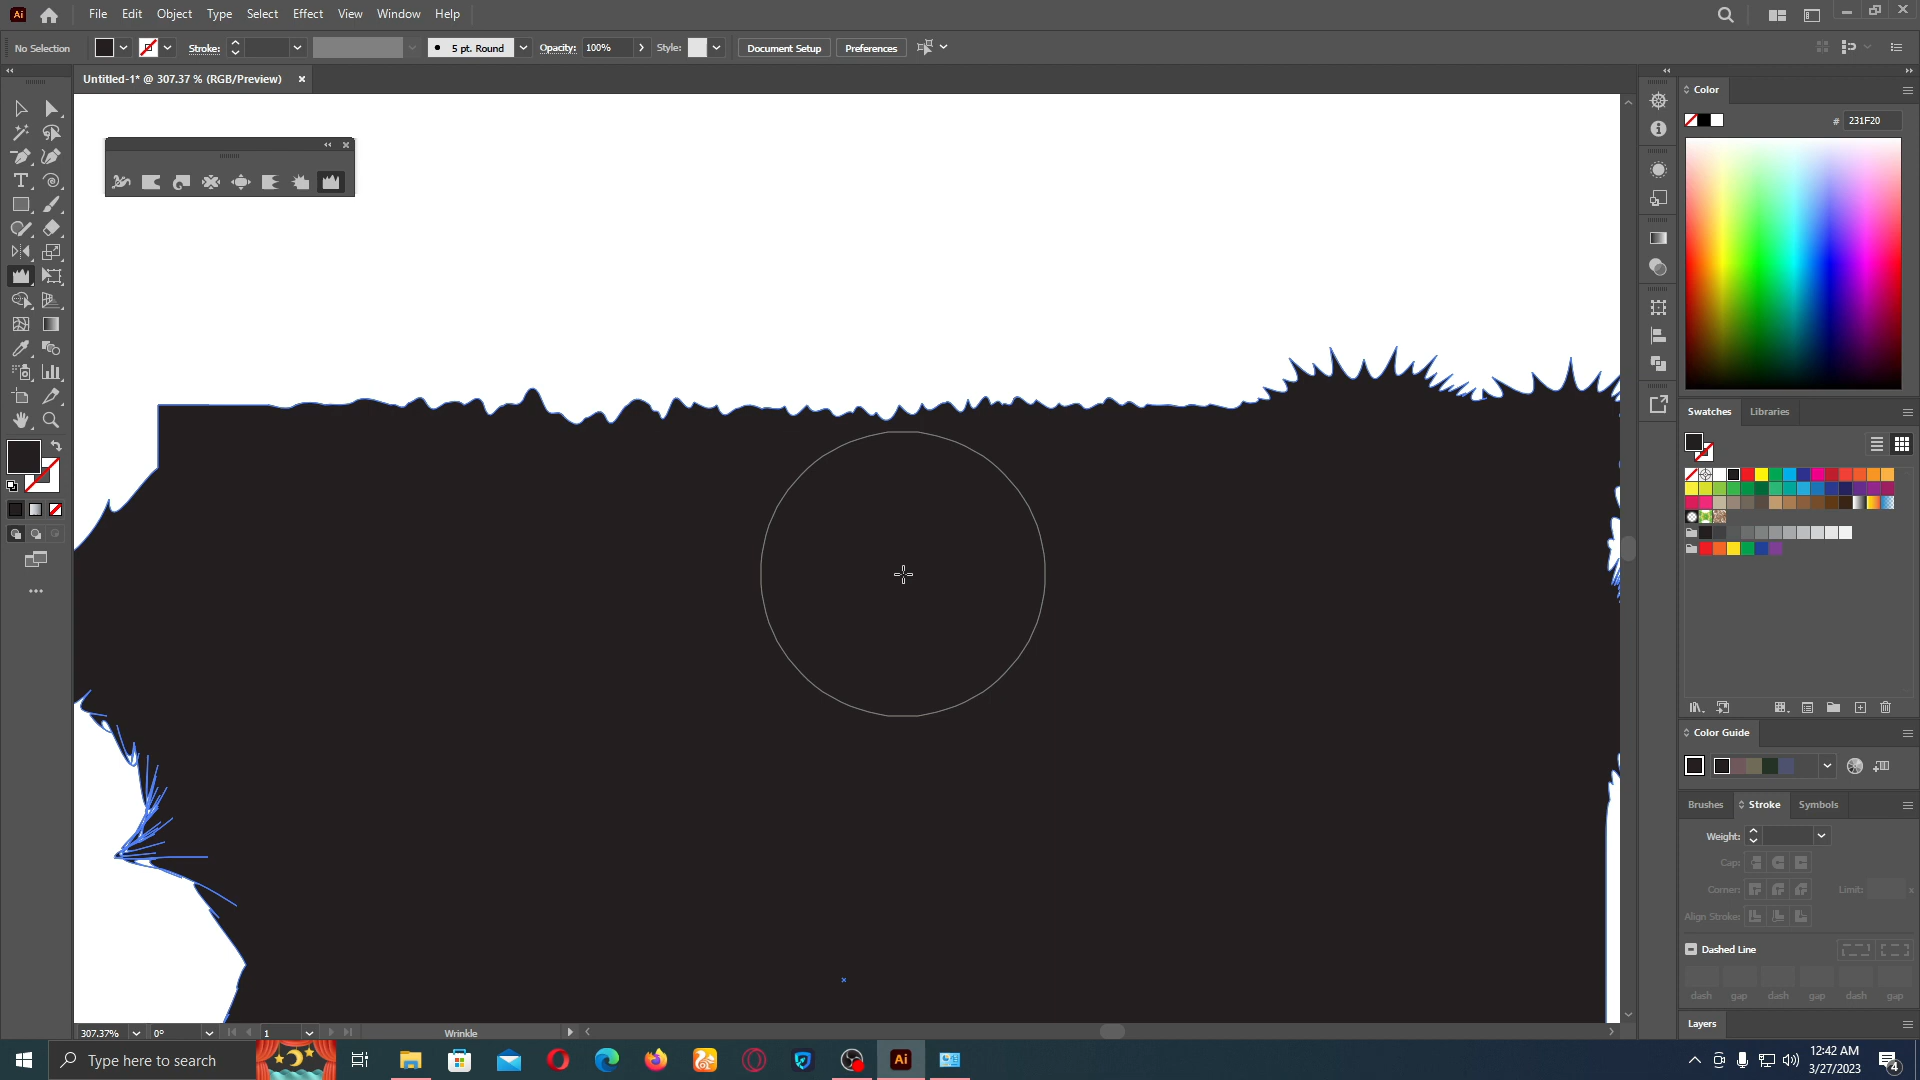 Ai
File Edit Object Type Select Effect View Window Help
No Selection
Stroke:
5 pt. Round
Opacity: 100%
Style:
Document Setup
Preferences
Untitled-1* @ 307.37 % (RGB/Preview)
Color
# 231F20
Swatches Libraries
Color Guide
Brushes Stroke Symbols
Weight:
Cap:
Corner:
Limit: x
Align Stroke:
Dashed Line
dash gap dash gap dash gap
Layers
307.37% 0° 1 Wrinkle
Type here to search
Ai
12:42 AM
3/27/2023
4